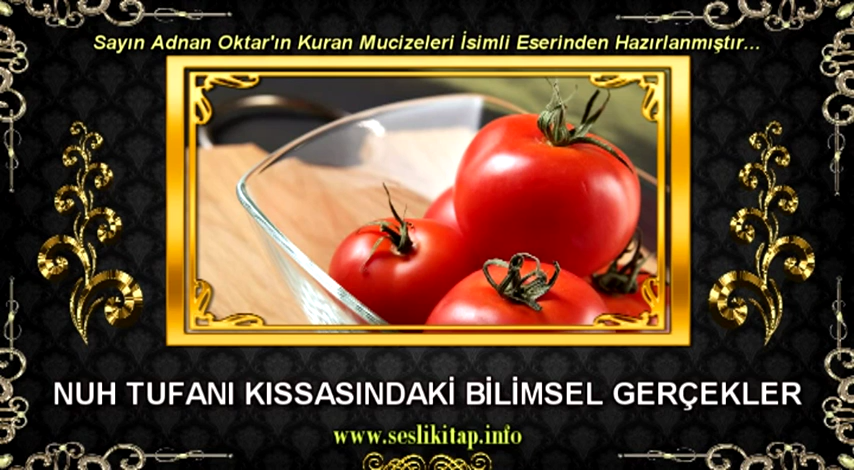 Sayın Adnan Oktar'ın Kuran Mucizeleri İsimli Eserinden Hazırlanmıştır...
NUH TUFANI KISSASINDAKİ BİLİMSEL GERÇEKLER
www.seslikitap.info